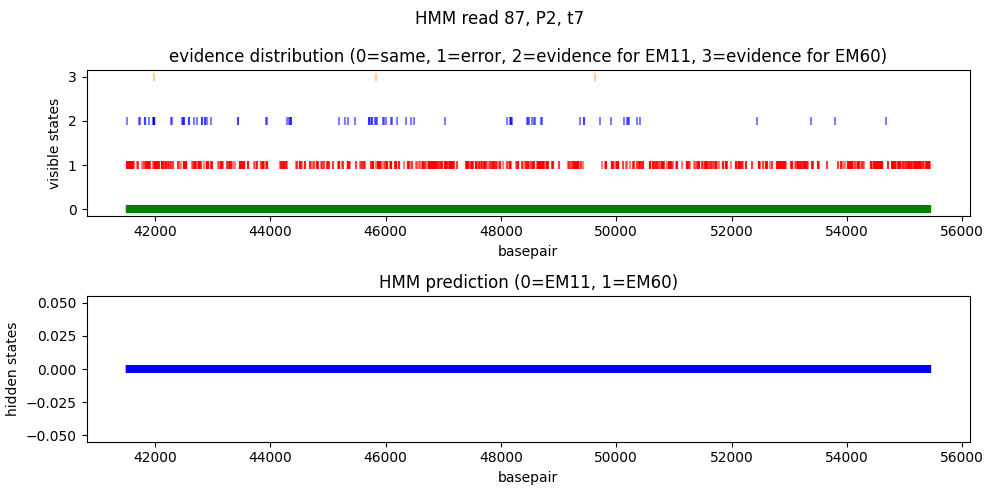 HMM read 87, P2, t7
evidence distribution (0=same, 1=error, 2=evidence for EM11, 3=evidence for EM60)
visible states
3
2
1
0
42000 44000 46000 48000 50000 52000 54000 56000
basepair
HMM prediction (0=EM11, 1=EM60)
hidden states
0.050
0.025
0.000
−0.025
−0.050
42000 44000 46000 48000 50000 52000 54000 56000
basepair